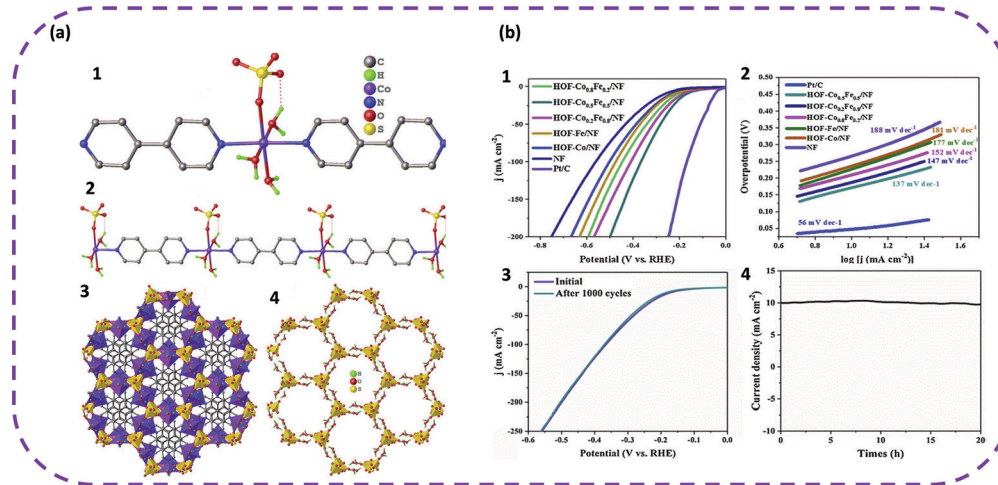 (a)
1
C
H
Co
N
O
S
2
3
4
H
O
S
(b)
1
HOF-Co0.8Fe0.2/NF
HOF-Co0.5Fe0.5/NF
HOF-Co0.2Fe0.8/NF
HOF-Fe/NF
HOF-Co/NF
NF
Pt/C
j (mA cm-2)
0
-50
-100
-150
-200
-0.8
-0.6
-0.4
-0.2
0.0
Potential (V vs. RHE)
2
Pt/C
HOF-Co0.5Fe0.5/NF
HOF-Co0.2Fe0.8/NF
HOF-Co0.8Fe0.2/NF
HOF-Fe/NF
HOF-Co/NF
NF
188 mV dec-1
181 mV dec-1
177 mV dec-1
152 mV dec-1
147 mV dec-1
137 mV dec-1
56 mV dec-1
Overpotential (V)
0.50
0.45
0.40
0.35
0.30
0.25
0.20
0.15
0.10
0.05
0.6
0.8
1.0
1.2
1.4
1.6
log [j (mA cm-2)]
3
Initial
After 1000 cycles
j (mA cm-2)
0
-50
-100
-150
-200
-250
-0.6
-0.5
-0.4
-0.3
-0.2
-0.1
0.0
Potential (V vs. RHE)
4
Current density (mA cm-2)
15
10
5
0
-5
-10
0
5
10
15
20
Times (h)